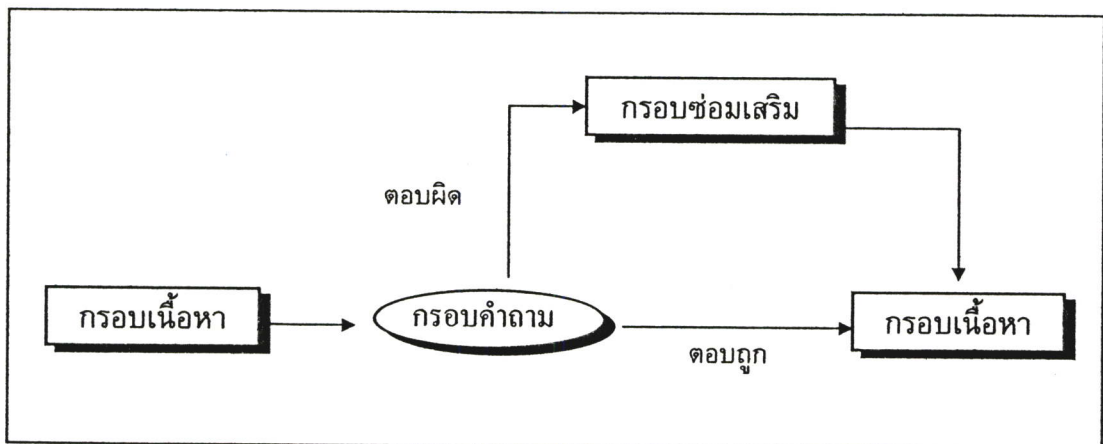 กรอบซ่อมเสริม
ตอบผิด
กรอบเนื้อหา
กรอบคำถาม
กรอบเนื้อหา
ตอบถูก